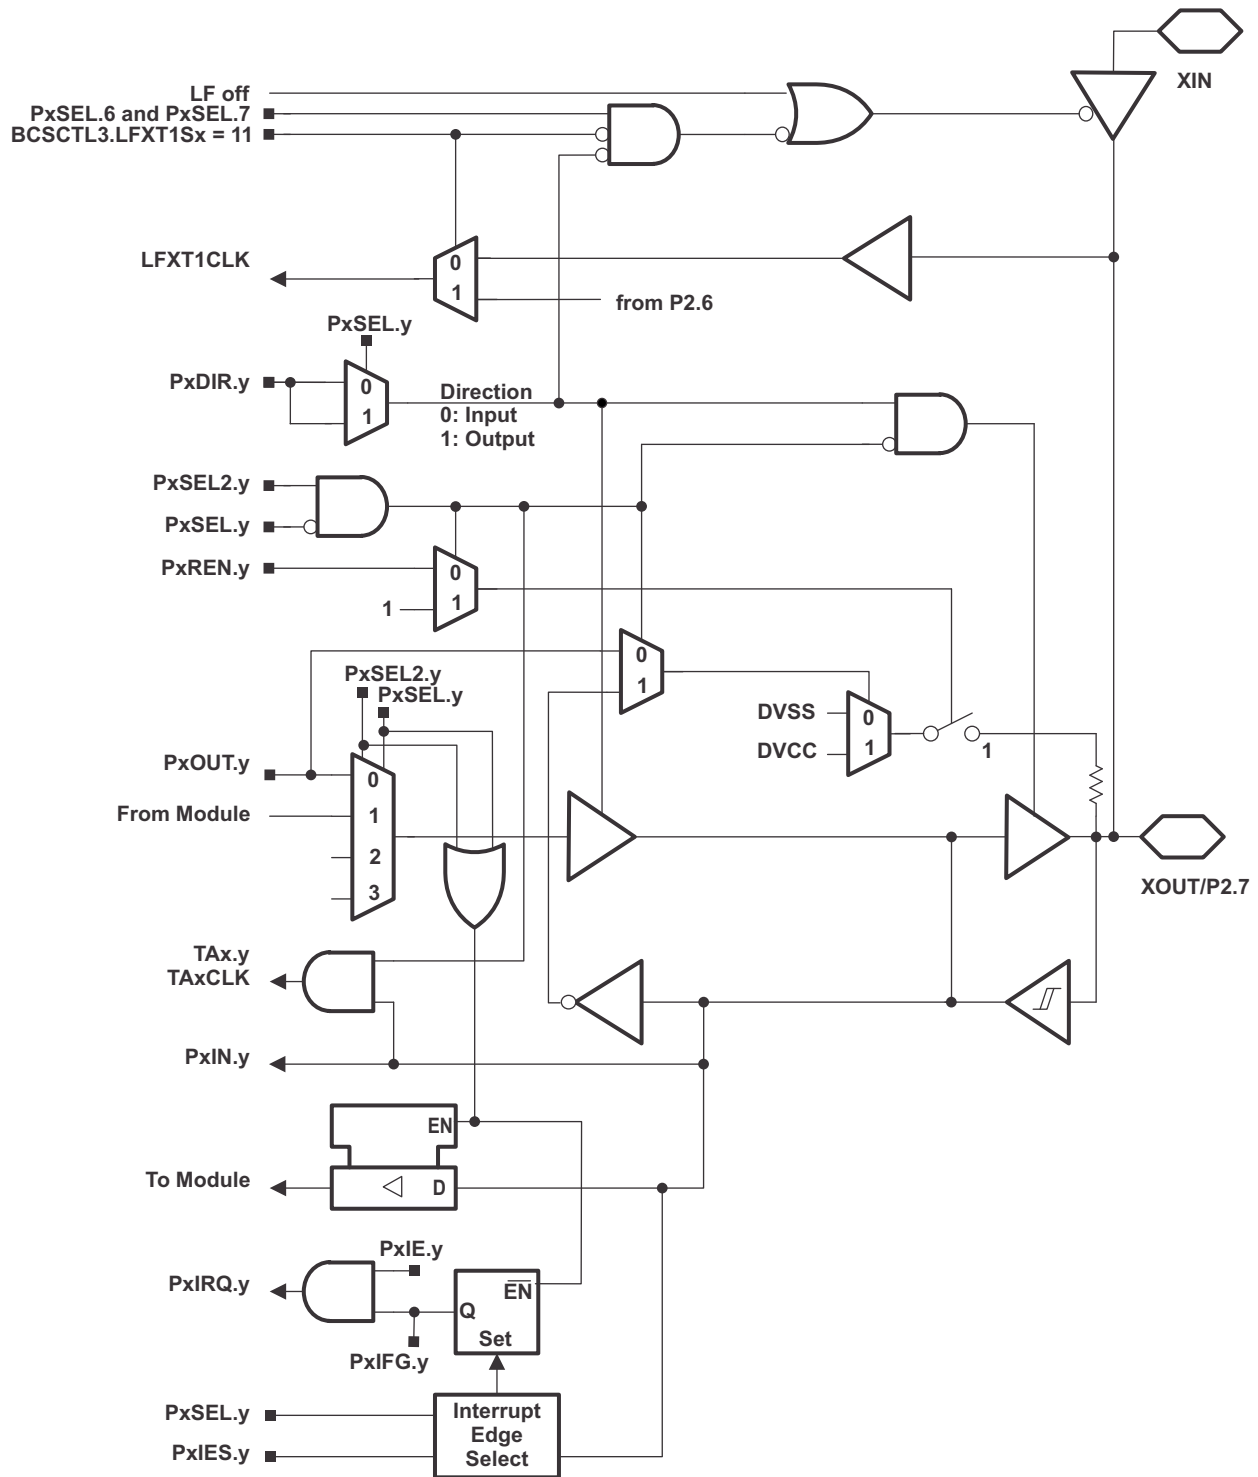 XIN
LF off
PxSEL.6 and PxSEL.7
BCSCTL3.LFXT1Sx = 11
LFXT1CLK
0
1
from P2.6
PxSEL.y
PxDIR.y
0
1
Direction
0: Input
1: Output
PxSEL2.y
PxSEL.y
PxREN.y
0
1
1
0
1
PxSEL2.y
PxSEL.y
DVSS
DVCC
0
1
1
PxOUT.y
From Module
0
1
2
3
XOUT/P2.7
TAx.y
TAxCLK
PxIN.y
EN
To Module
D
PxIE.y
PxIRQ.y
EN
Q
Set
PxIFG.y
PxSEL.y
PxIES.y
Interrupt
Edge
Select